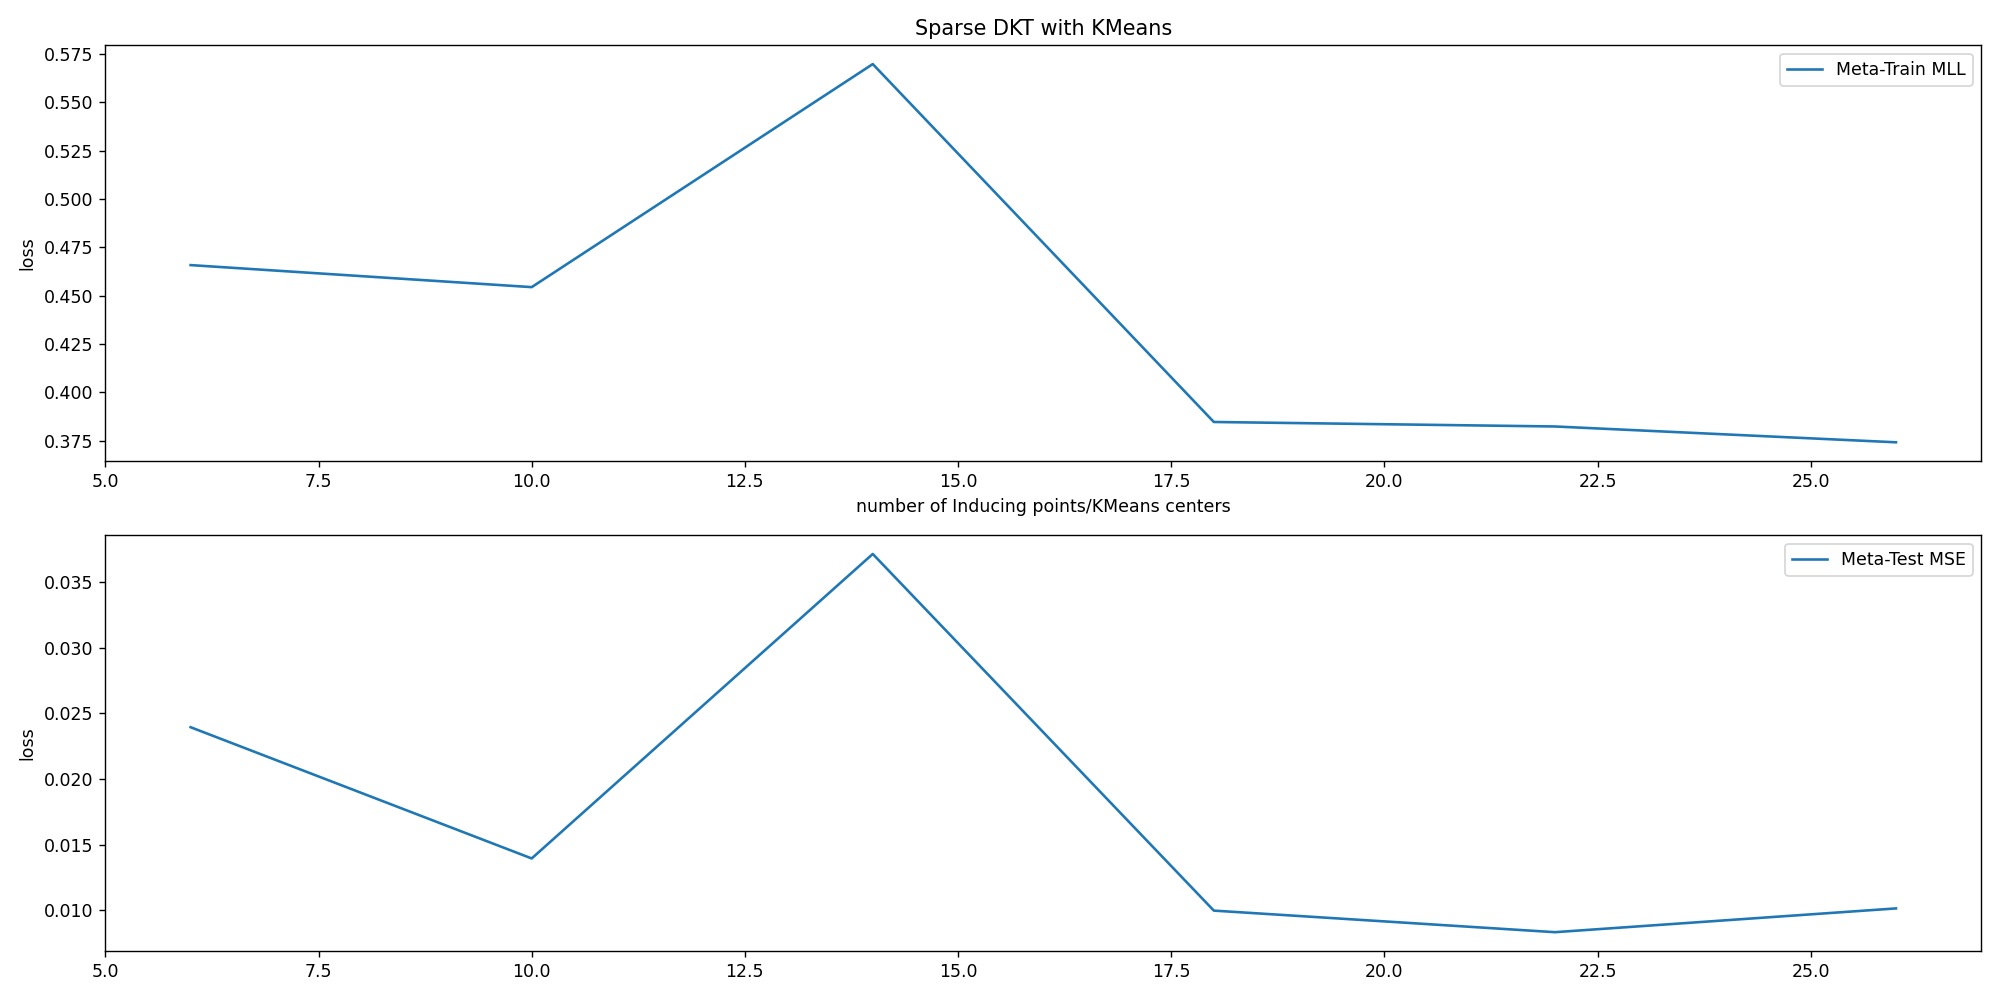 Sparse DKT with KMeans
0.575
0.550
0.525
0.500
0.475
0.450
0.425
0.400
0.375
loss
Meta-Train MLL
5.0 7.5 10.0 12.5 15.0 17.5 20.0 22.5 25.0
number of Inducing points/KMeans centers
0.035
0.030
0.025
0.020
0.015
0.010
loss
Meta-Test MSE
5.0 7.5 10.0 12.5 15.0 17.5 20.0 22.5 25.0